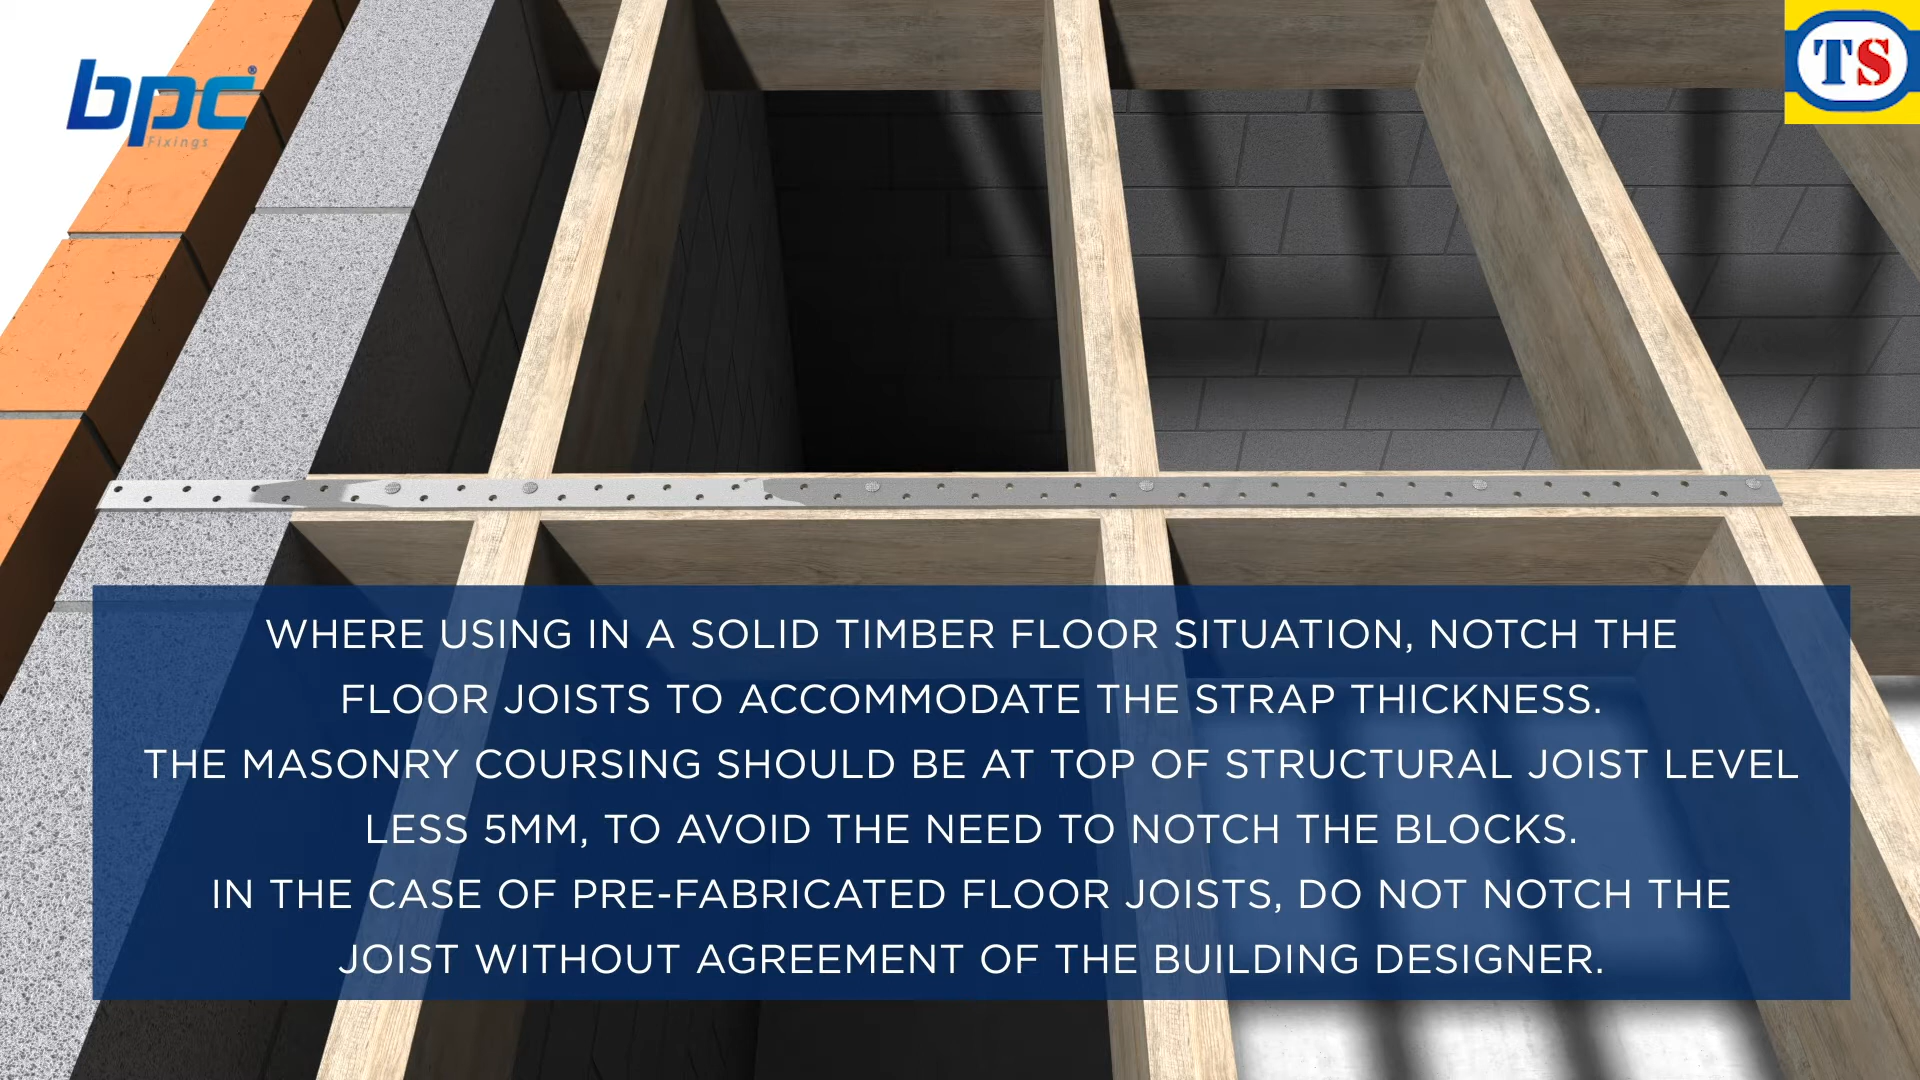 bpc®
Fixings
TS
WHERE USING IN A SOLID TIMBER FLOOR SITUATION, NOTCH THE
FLOOR JOISTS TO ACCOMMODATE THE STRAP THICKNESS.
THE MASONRY COURSING SHOULD BE AT TOP OF STRUCTURAL JOIST LEVEL
LESS 5MM, TO AVOID THE NEED TO NOTCH THE BLOCKS.
IN THE CASE OF PRE-FABRICATED FLOOR JOISTS, DO NOT NOTCH THE
JOIST WITHOUT AGREEMENT OF THE BUILDING DESIGNER.